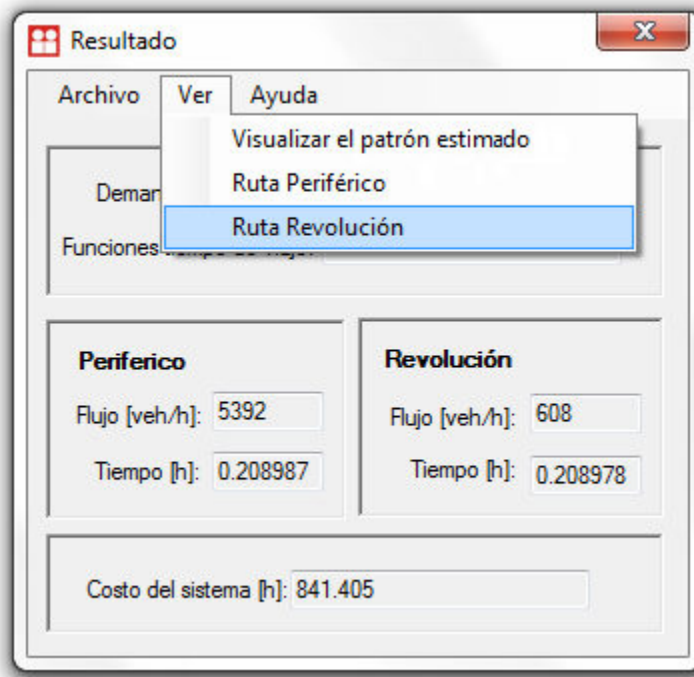 Resultado
Archivo Ver Ayuda
Visualizar el patrón estimado
Ruta Periférico
Ruta Revolución
Funciones
Periferico
Flujo [veh/h]: 5392
Tiempo [h]: 0.208987
Revolución
Flujo [veh/h]: 608
Tiempo [h]: 0.208978
Costo del sistema [h]: 841.405